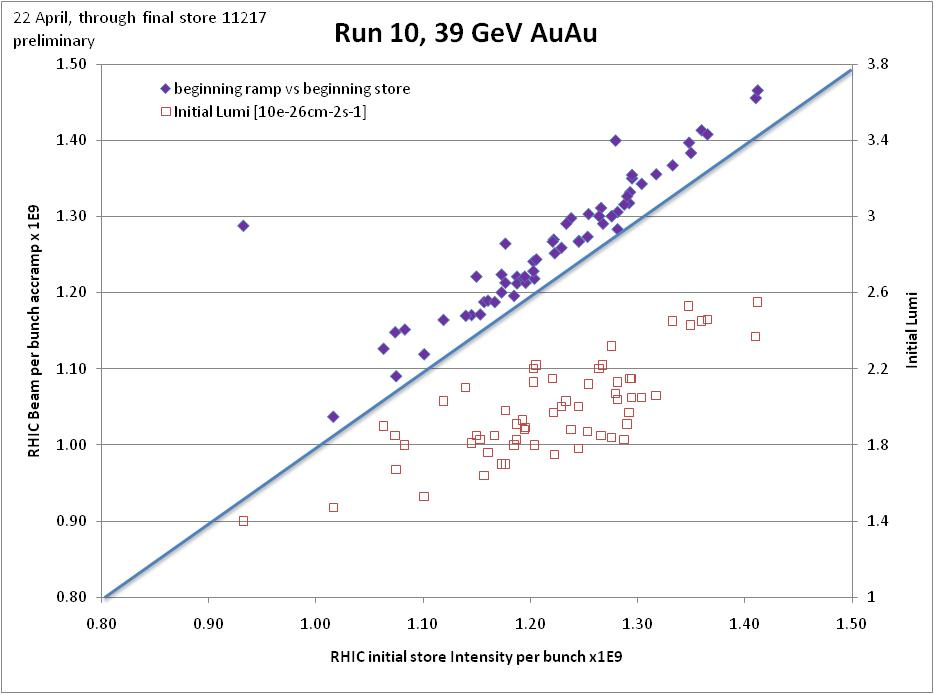 22 April, through final store 11217
preliminary
Run 10, 39 GeV AuAu
beginning ramp vs beginning store
Initial Lumi [10e-26cm-2s-1]
RHIC Beam per bunch accramp x 1E9
1.50
1.40
1.30
1.20
1.10
1.00
0.90
0.80
3.8
3.4
3
2.6
2.2
1.8
1.4
1
Initial Lumi
0.80 0.90 1.00 1.10 1.20 1.30 1.40 1.50
RHIC initial store Intensity per bunch x1E9